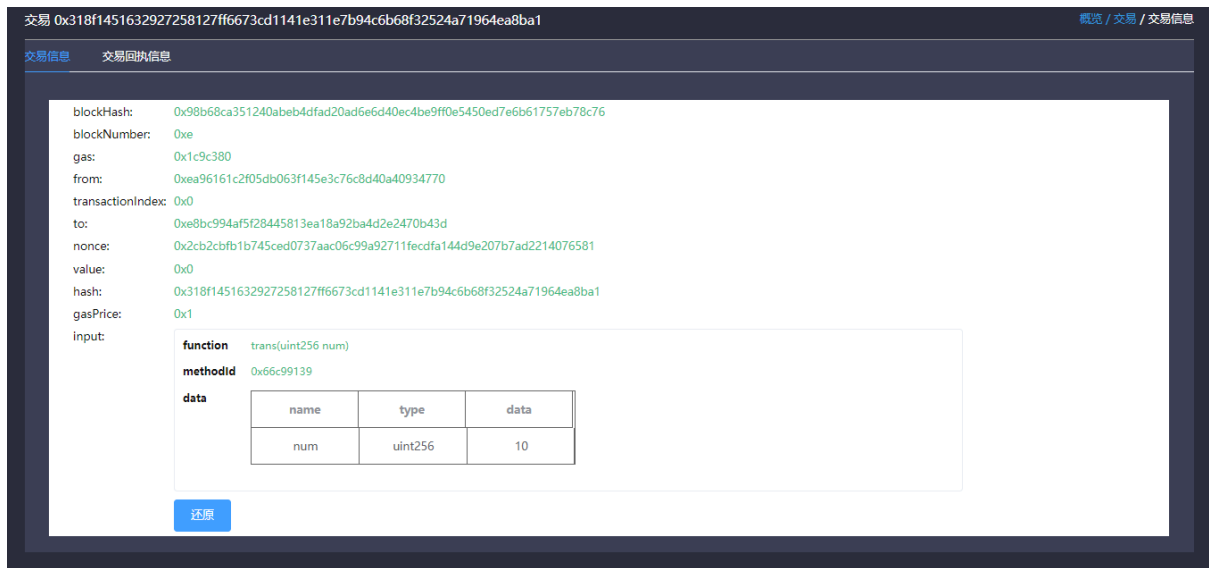 交易 0x318f1451632927258127ff6673cd1141e311e7b94c6b68f32524a71964ea8ba1
概览 / 交易 / 交易信息
交易信息 交易回执信息
blockHash: 0x98b68ca351240abeb4dfad20ad6e6d40ec4be9ff0e5450ed7e6b61757eb78c76
blockNumber: 0xe
gas: 0x1c9c380
from: 0xea96161c2f05db063f145e3c76c8d40a40934770
transactionIndex: 0x0
to: 0xe8bc994af5f28445813ea18a92ba4d2e2470b43d
nonce: 0x2cb2cbfb1b745ced0737aac06c99a92711fecdfa144d9e207b7ad2214076581
value: 0x0
hash: 0x318f1451632927258127ff6673cd1141e311e7b94c6b68f32524a71964ea8ba1
gasPrice: 0x1
input:
function trans(uint256 num)
methodId 0x66c99139
data
name type data
num uint256 10
还原